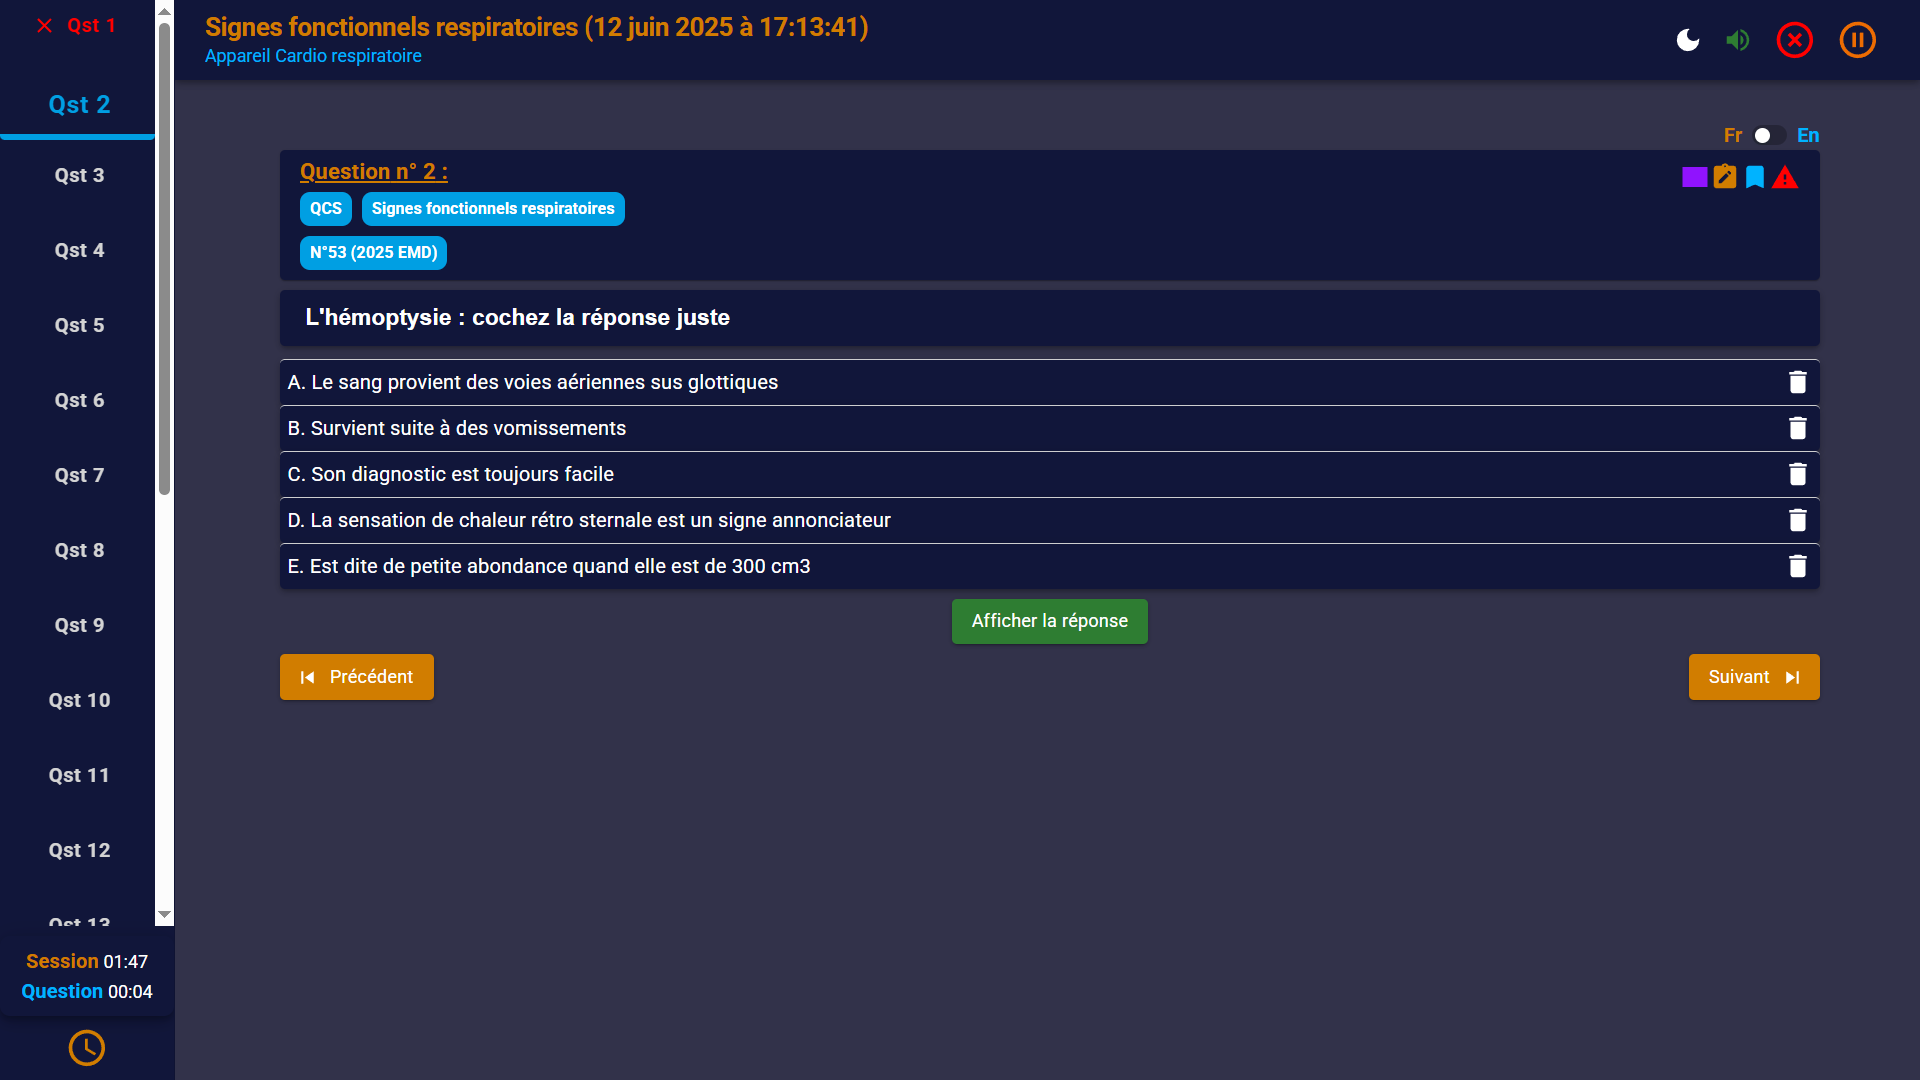 Qst 1
Qst 2
Qst 3
Qst 4
Qst 5
Qst 6
Qst 7
Qst 8
Qst 9
Qst 10
Qst 11
Qst 12
Qst 13
Session 01:47
Question 00:04
Signes fonctionnels respiratoires (12 juin 2025 à 17:13:41)
Appareil Cardio respiratoire
Fr En
Question n° 2 :
QCS Signes fonctionnels respiratoires
N°53 (2025 EMD)
L'hémoptysie : cochez la réponse juste
A. Le sang provient des voies aériennes sus glottiques
B. Survient suite à des vomissements
C. Son diagnostic est toujours facile
D. La sensation de chaleur rétro sternale est un signe annonciateur
E. Est dite de petite abondance quand elle est de 300 cm3
Afficher la réponse
Précédent
Suivant